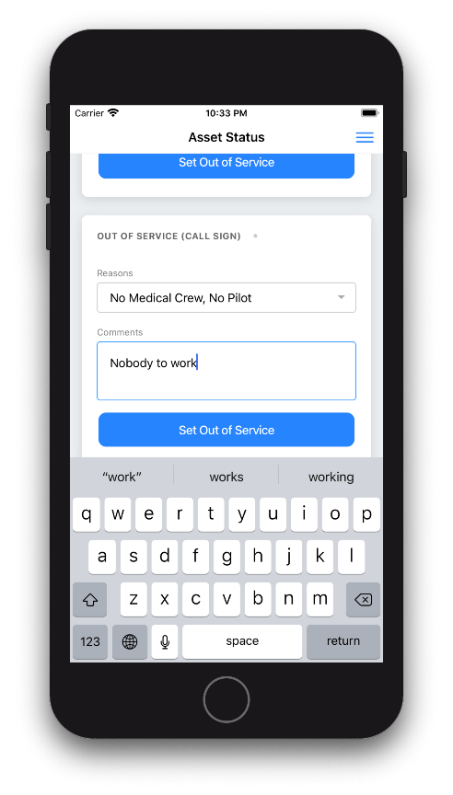 Carrier 10:33 PM
Asset Status
Set Out of Service
OUT OF SERVICE (CALL SIGN)
Reasons
No Medical Crew, No Pilot
Comments
Nobody to work
Set Out of Service
“work” works working
q w e r t y u i o p
a s d f g h j k l
z x c v b n m
123 space return